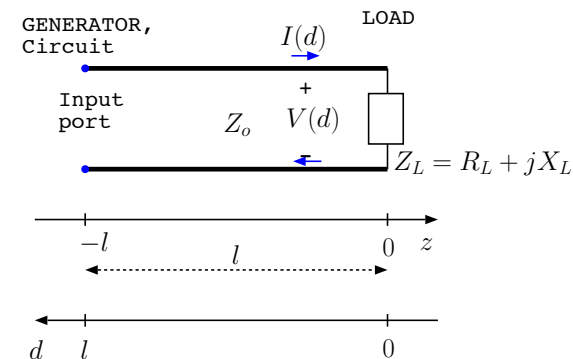 GENERATOR,
Circuit
LOAD
I(d)
+
Input
port
Z_o
V(d)
-
Z_L = R_L + jX_L
−l
0
z
l
d
l
0